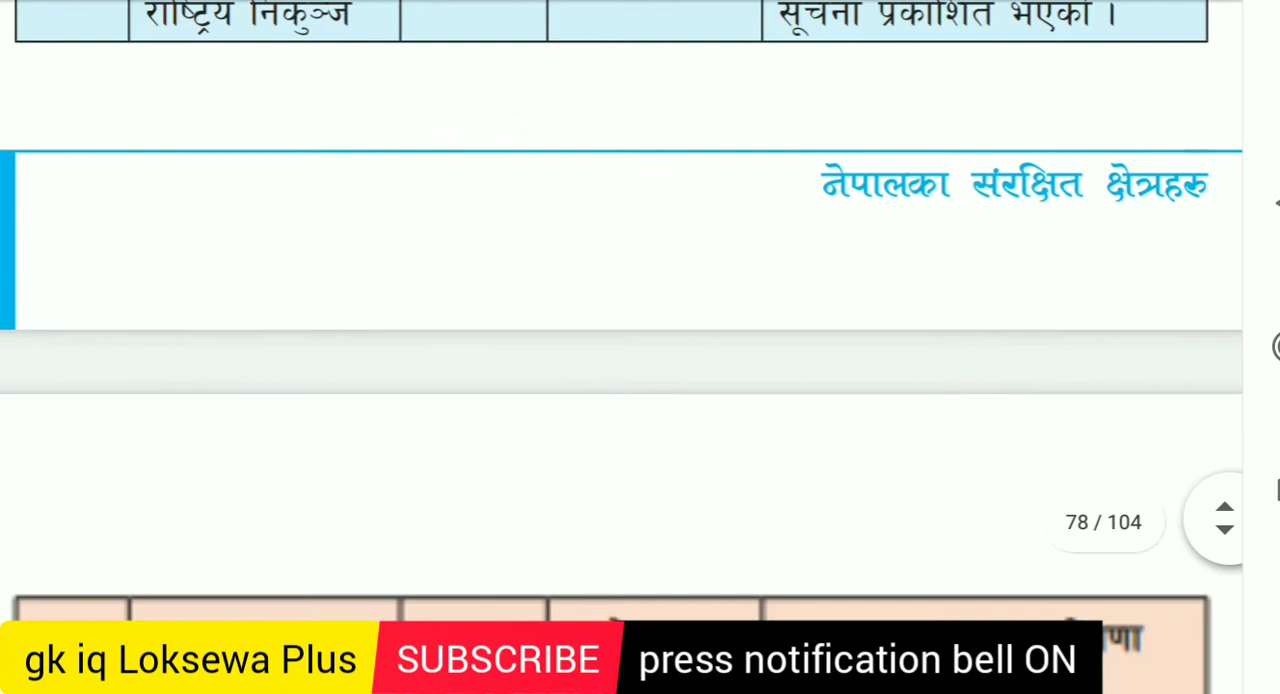 राष्ट्रिय निकुञ्ज
सूचना प्रकाशित भएको ।
नेपालका संरक्षित क्षेत्रहरु
78 / 104
gk iq Loksewa Plus SUBSCRIBE press notification bell ON